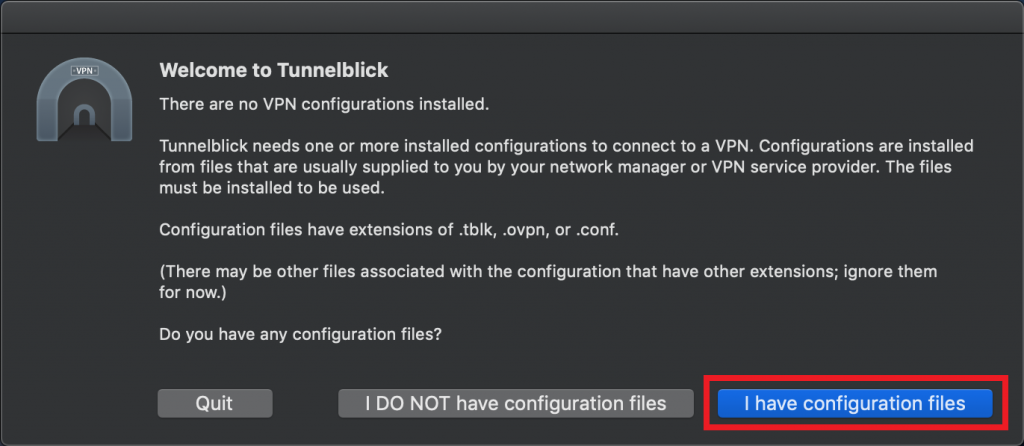 VPN
Welcome to Tunnelblick
There are no VPN configurations installed.
Tunnelblick needs one or more installed configurations to connect to a VPN. Configurations are installed
from files that are usually supplied to you by your network manager or VPN service provider. The files
must be installed to be used.
Configuration files have extensions of .tblk, .ovpn, or .conf.
(There may be other files associated with the configuration that have other extensions; ignore them
for now.)
Do you have any configuration files?
Quit
I DO NOT have configuration files
I have configuration files